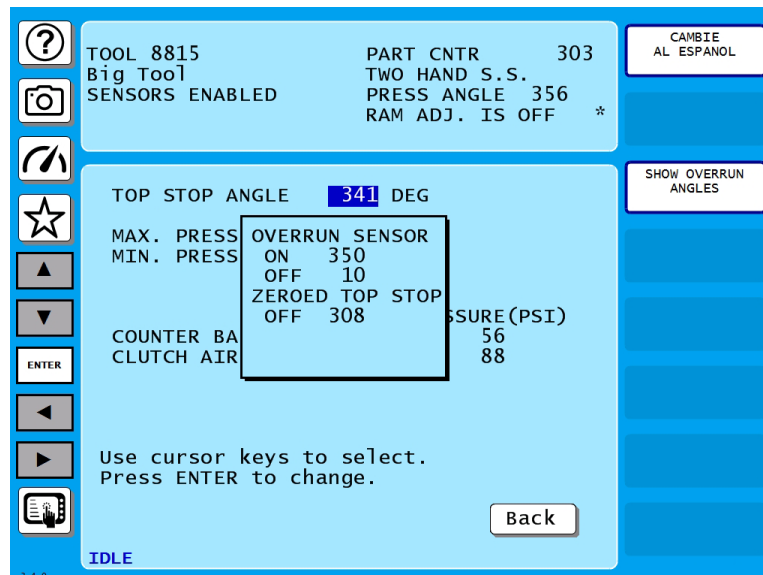 TOOL 8815 PART CNTR 303
Big Tool TWO HAND S.S.
SENSORS ENABLED PRESS ANGLE 356
RAM ADJ. IS OFF *
CAMBIE
AL ESPANOL
SHOW OVERRUN
ANGLES
TOP STOP ANGLE 341 DEG
MAX. PRESS
MIN. PRESS
OVERRUN SENSOR
ON 350
OFF 10
ZEROED TOP STOP
OFF 308
SSURE(PSI)
COUNTER BA 56
CLUTCH AIR 88
ENTER
Use cursor keys to select.
Press ENTER to change.
Back
IDLE